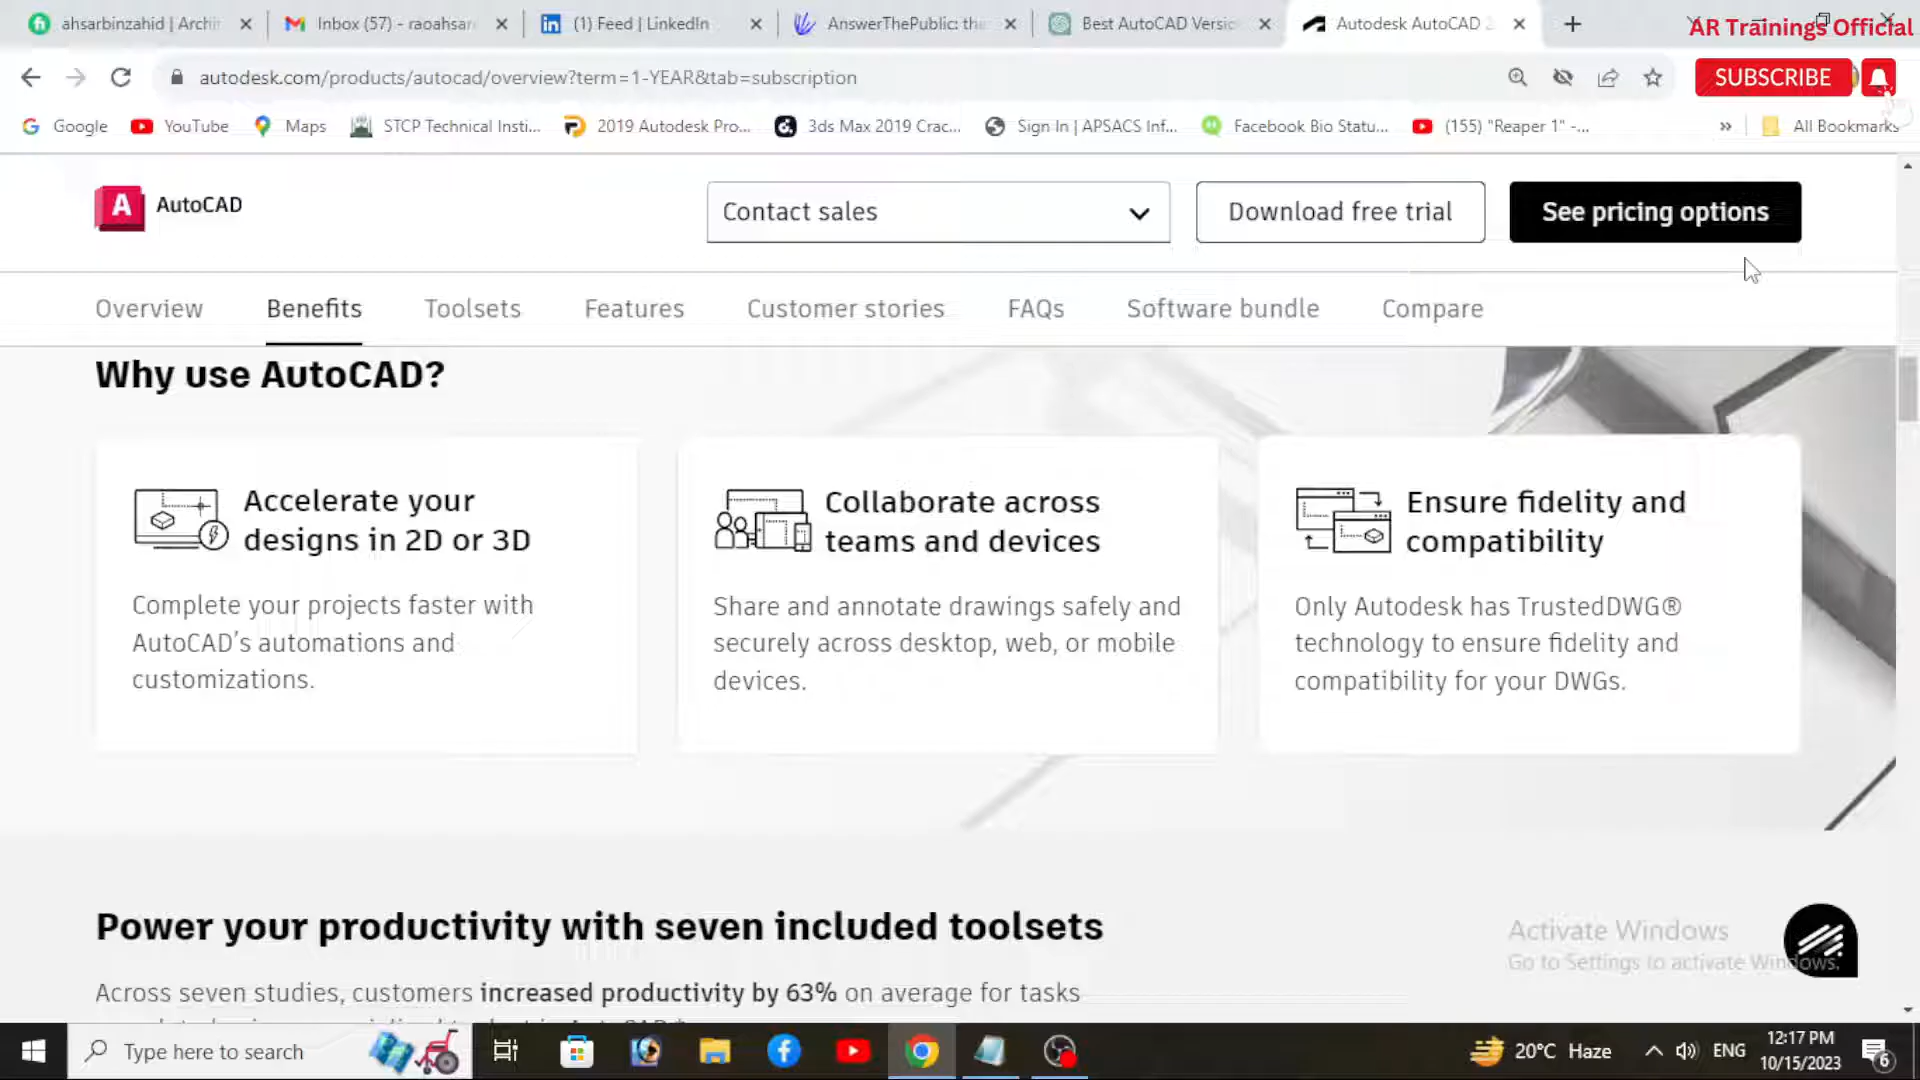 ahsarbinzahid | Archit
Inbox (57) - raoahsar
(1) Feed | LinkedIn
AnswerThePublic: the
Best AutoCAD Versio
Autodesk AutoCAD 2
AR Trainings Official
autodesk.com/products/autocad/overview?term=1-YEAR&tab=subscription
SUBSCRIBE
Google
YouTube
Maps
STCP Technical Insti...
2019 Autodesk Pro...
3ds Max 2019 Crac...
Sign In | APSACS Inf...
Facebook Bio Statu...
(155) "Reaper 1" -...
»
All Bookmarks
A AutoCAD
Contact sales
Download free trial
See pricing options
Overview
Benefits
Toolsets
Features
Customer stories
FAQs
Software bundle
Compare
Why use AutoCAD?
Accelerate your
designs in 2D or 3D
Complete your projects faster with
AutoCAD's automations and
customizations.
Collaborate across
teams and devices
Share and annotate drawings safely and
securely across desktop, web, or mobile
devices.
Ensure fidelity and
compatibility
Only Autodesk has TrustedDWG®
technology to ensure fidelity and
compatibility for your DWGs.
Power your productivity with seven included toolsets
Across seven studies, customers increased productivity by 63% on average for tasks
Activate Windows
Go to Settings to activate Windows.
Type here to search
20°C Haze
ENG
12:17 PM
10/15/2023
6